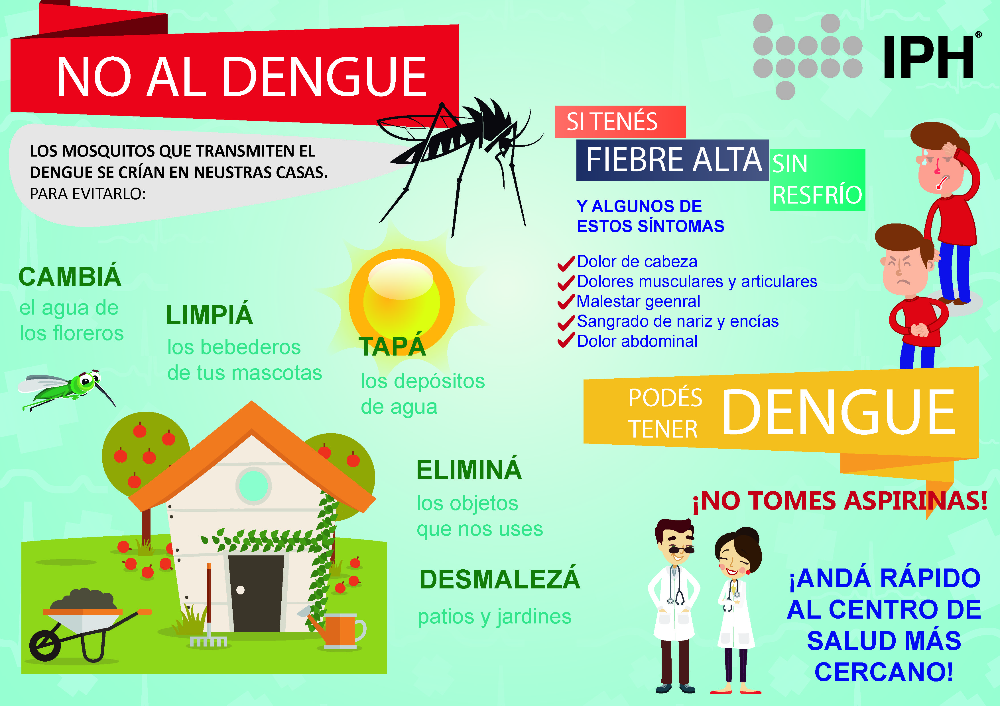 NO AL DENGUE
LOS MOSQUITOS QUE TRANSMITEN EL
DENGUE SE CRÍAN EN NEUSTRAS CASAS.
PARA EVITARLO:
CAMBIÁ
el agua de
los floreros
LIMPIÁ
los bebederos
de tus mascotas
TAPÁ
los depósitos
de agua
ELIMINÁ
los objetos
que nos uses
DESMALEZÁ
patios y jardines
IPH®
SI TENÉS
FIEBRE ALTA
SIN
RESFRÍO
Y ALGUNOS DE
ESTOS SÍNTOMAS
Dolor de cabeza
Dolores musculares y articulares
Malestar geenral
Sangrado de nariz y encías
Dolor abdominal
PODÉS
TENER
DENGUE
¡NO TOMES ASPIRINAS!
¡ANDÁ RÁPIDO
AL CENTRO DE
SALUD MÁS
CERCANO!